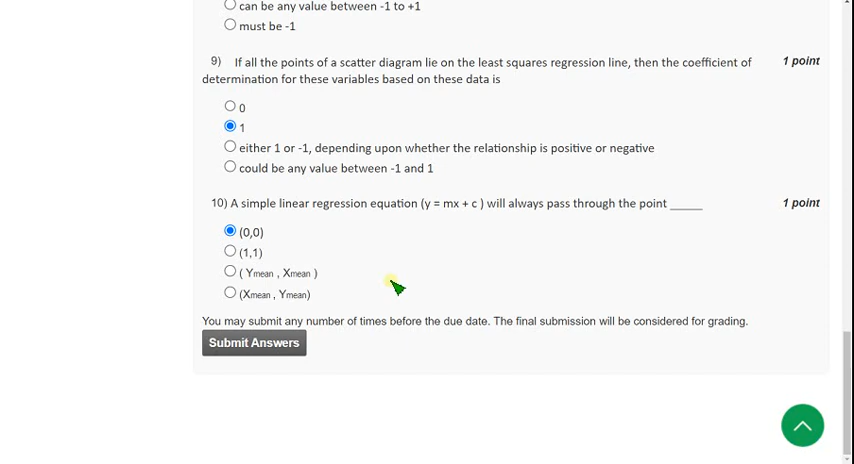 can be any value between -1 to +1
must be -1
9) If all the points of a scatter diagram lie on the least squares regression line, then the coefficient of 1 point
determination for these variables based on these data is
0
1
either 1 or -1, depending upon whether the relationship is positive or negative
could be any value between -1 and 1
10) A simple linear regression equation (y = mx + c ) will always pass through the point _____ 1 point
(0,0)
(1,1)
( Ymean , Xmean )
(Xmean , Ymean)
You may submit any number of times before the due date. The final submission will be considered for grading.
Submit Answers